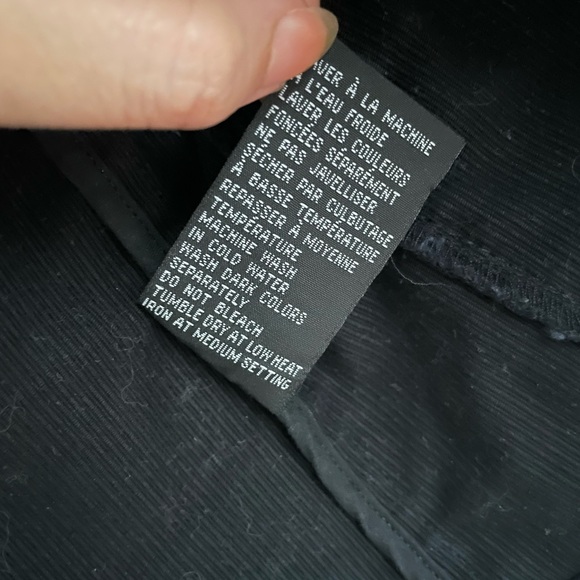 LAVER À LA MACHINE
À L'EAU FROIDE
LAVER LES COULEURS
FONCÉES SÉPARÉMENT
NE PAS JAVELLISER
SÉCHER PAR CULBUTAGE
À BASSE TEMPÉRATURE
REPASSER À MOYENNE
TEMPÉRATURE
MACHINE WASH
IN COLD WATER
WASH DARK COLORS
SEPARATELY
DO NOT BLEACH
TUMBLE DRY AT LOW HEAT
IRON AT MEDIUM SETTING